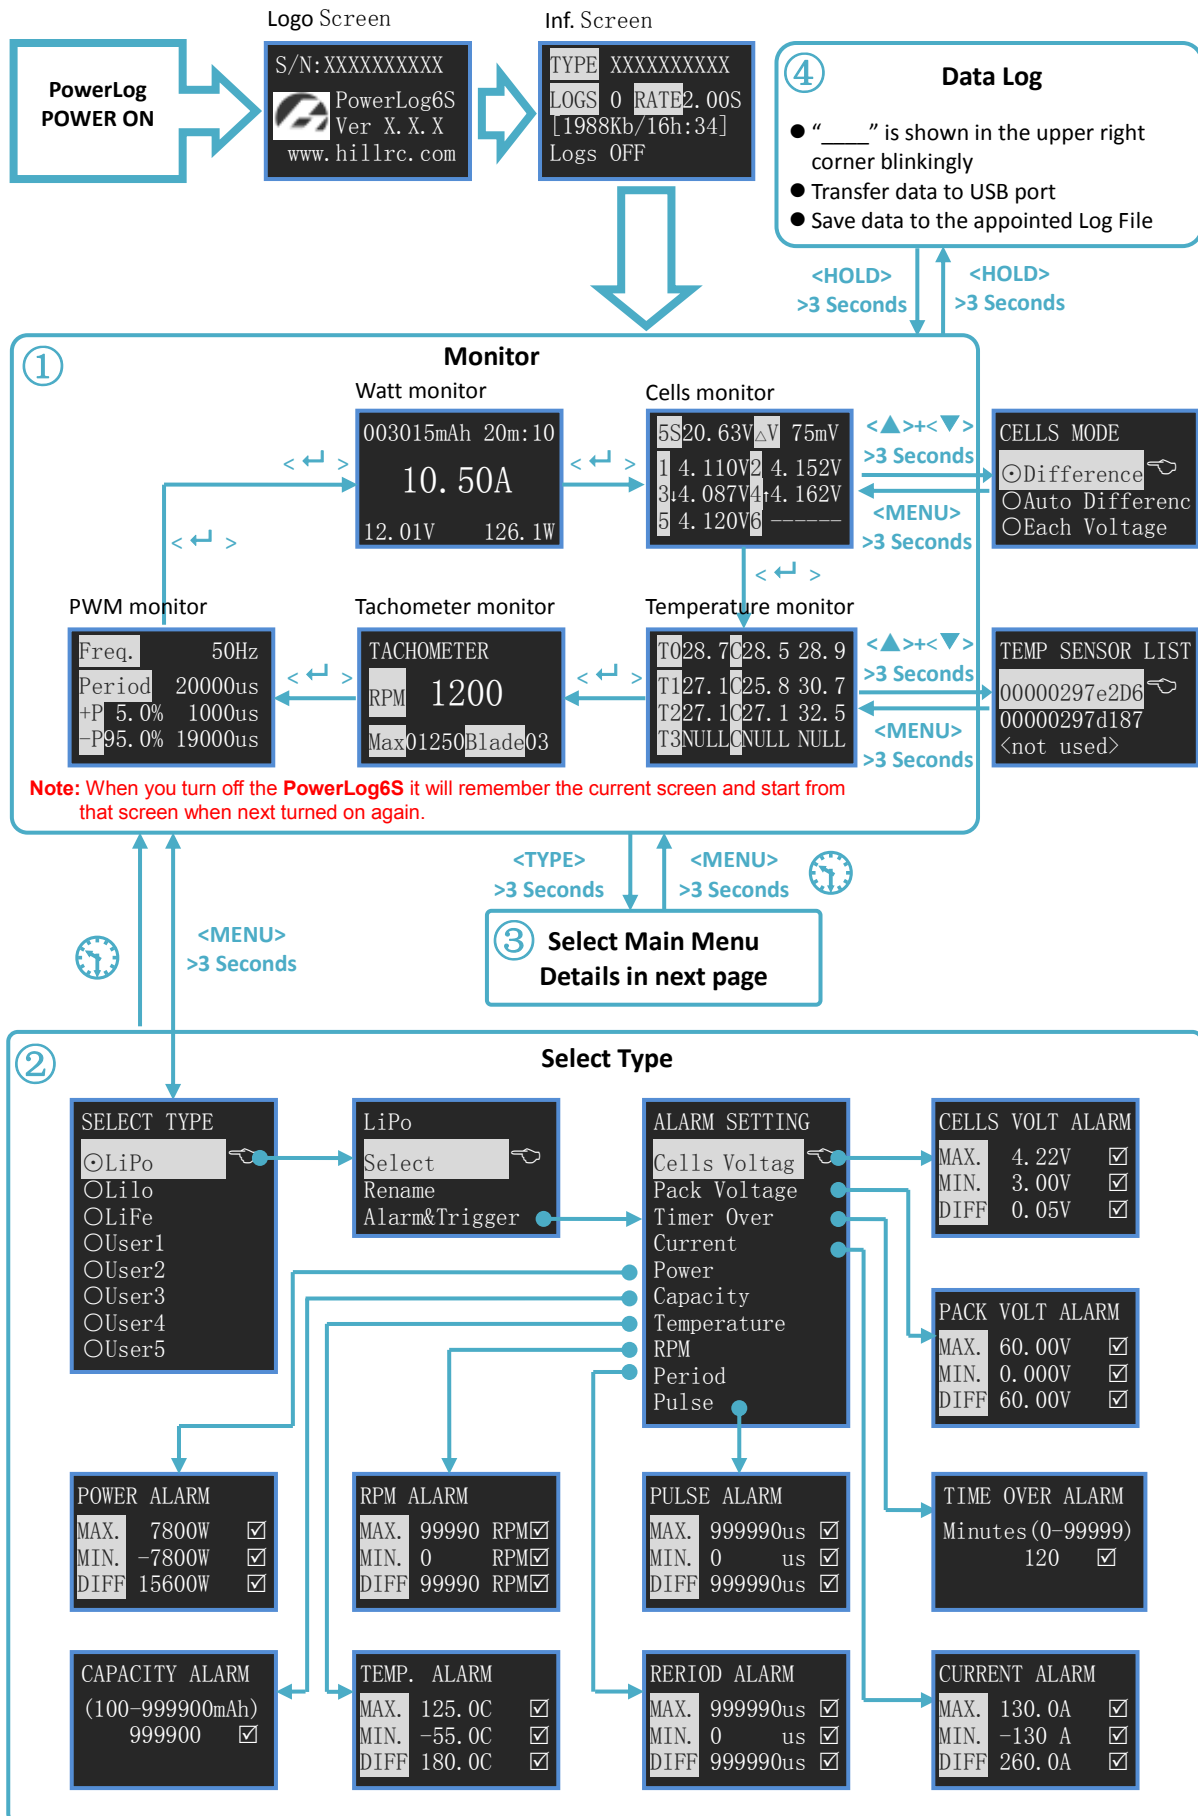 Logo Screen
Inf. Screen
PowerLog
POWER ON
S/N:XXXXXXXXXX
PowerLog6S
Ver X.X.X
www.hillrc.com
TYPE XXXXXXXXXX
LOGS 0 RATE2.00S
[1988Kb/16h:34]
Logs OFF
④ Data Log
● “____” is shown in the upper right
corner blinkingly
● Transfer data to USB port
● Save data to the appointed Log File
<HOLD>
>3 Seconds
<HOLD>
>3 Seconds
① Monitor
Watt monitor
003015mAh 20m:10
10.50A
12.01V 126.1W
< ↵ >
< ↵ >
Cells monitor
5S20.63V△V 75mV
1 4.110V2 4.152V
3↓4.087V4↑4.162V
5 4.120V6 ------
<▲>+<▼>
>3 Seconds
<MENU>
>3 Seconds
CELLS MODE
⊙Difference
○Auto Differenc
○Each Voltage
< ↵ >
< ↵ >
PWM monitor
Freq. 50Hz
Period 20000us
+P 5.0% 1000us
-P95.0% 19000us
< ↵ >
Tachometer monitor
TACHOMETER
RPM 1200
Max01250Blade03
< ↵ >
Temperature monitor
T028.7C28.5 28.9
T127.1C25.8 30.7
T227.1C27.1 32.5
T3NULLCNULL NULL
<▲>+<▼>
>3 Seconds
<MENU>
>3 Seconds
TEMP SENSOR LIST
00000297e2D6
00000297d187
<not used>
Note: When you turn off the PowerLog6S it will remember the current screen and start from
that screen when next turned on again.
<TYPE>
>3 Seconds
<MENU>
>3 Seconds
<MENU>
>3 Seconds
③ Select Main Menu
Details in next page
② Select Type
SELECT TYPE
⊙LiPo
○LiIo
○LiFe
○User1
○User2
○User3
○User4
○User5
LiPo
Select
Rename
Alarm&Trigger
ALARM SETTING
Cells Voltag
Pack Voltage
Timer Over
Current
Power
Capacity
Temperature
RPM
Period
Pulse
CELLS VOLT ALARM
MAX. 4.22V ☑
MIN. 3.00V ☑
DIFF 0.05V ☑
PACK VOLT ALARM
MAX. 60.00V ☑
MIN. 0.000V ☑
DIFF 60.00V ☑
POWER ALARM
MAX. 7800W ☑
MIN. -7800W ☑
DIFF 15600W ☑
RPM ALARM
MAX. 99990 RPM☑
MIN. 0 RPM☑
DIFF 99990 RPM☑
PULSE ALARM
MAX. 999990us ☑
MIN. 0 us ☑
DIFF 999990us ☑
TIME OVER ALARM
Minutes(0-99999)
120 ☑
CAPACITY ALARM
(100-999900mAh)
999900 ☑
TEMP. ALARM
MAX. 125.0C ☑
MIN. -55.0C ☑
DIFF 180.0C ☑
RERIOD ALARM
MAX. 999990us ☑
MIN. 0 us ☑
DIFF 999990us ☑
CURRENT ALARM
MAX. 130.0A ☑
MIN. -130 A ☑
DIFF 260.0A ☑